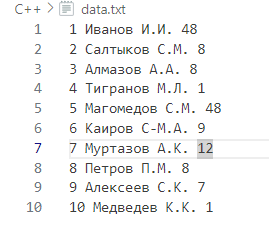 C++ > data.txt
1 1 Иванов И.И. 48
2 2 Салтыков С.М. 8
3 3 Алмазов А.А. 8
4 4 Тигранов М.Л. 1
5 5 Магомедов С.М. 48
6 6 Каиров С-М.А. 9
7 7 Муртазов А.К. 12
8 8 Петров П.М. 8
9 9 Алексеев С.К. 7
10 10 Медведев К.К. 1